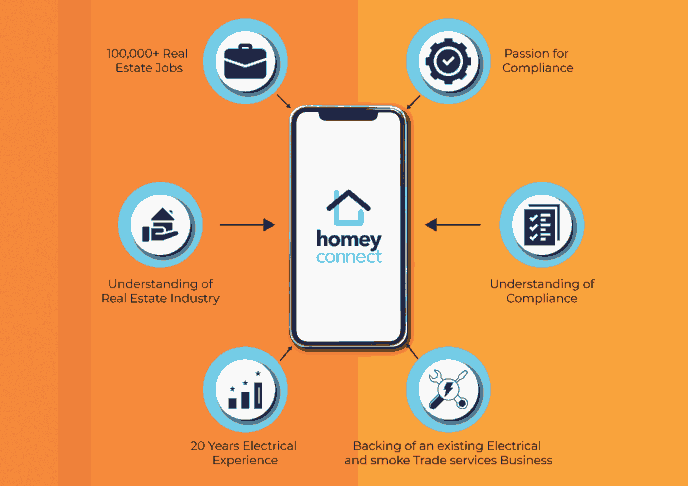 100,000+ Real
Estate Jobs
Passion for
Compliance
homey
connect
Understanding of
Real Estate Industry
Understanding of
Compliance
20 Years Electrical
Experience
Backing of an existing Electrical
and smoke Trade services Business